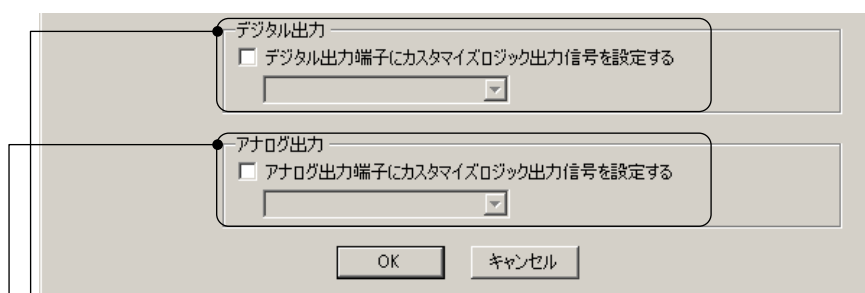 デジタル出力
デジタル出力端子にカスタマイズロジック出力信号を設定する
アナログ出力
アナログ出力端子にカスタマイズロジック出力信号を設定する
OK キャンセル